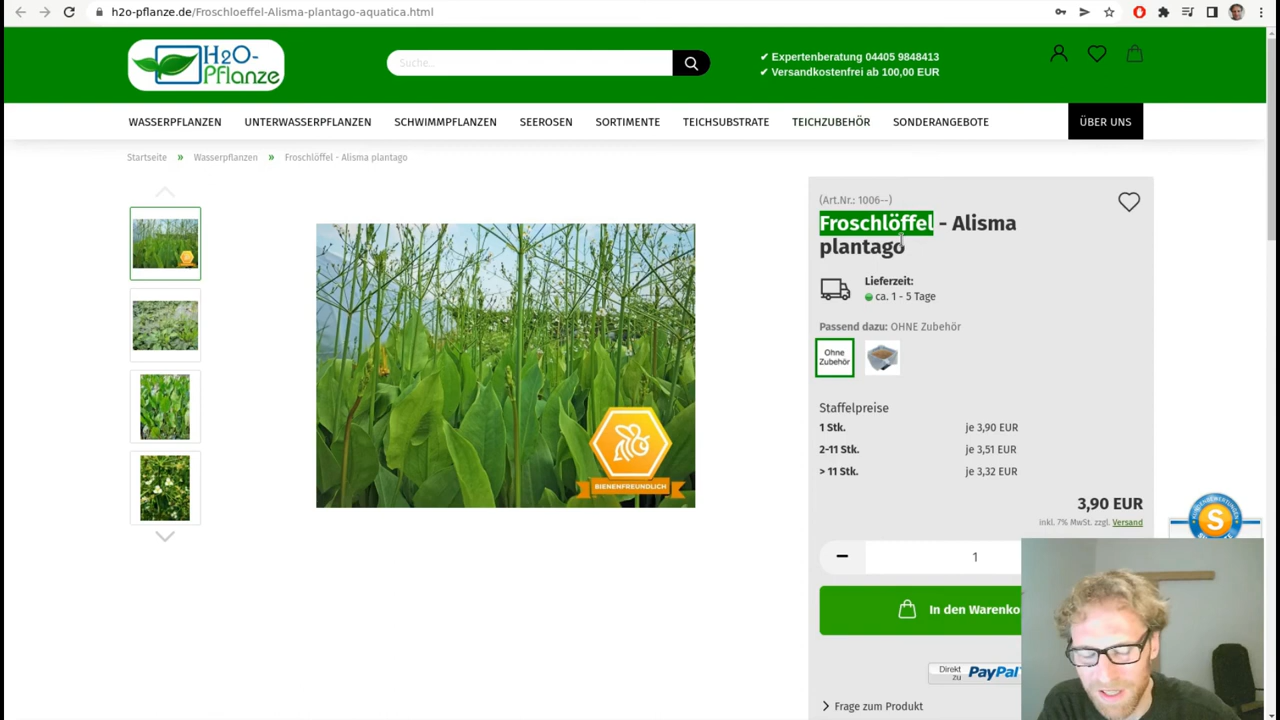 h2o-pflanze.de/Froschloeffel-Alisma-plantago-aquatica.html
H2O-
Pflanze
Suche...
✔ Expertenberatung 04405 9848413
✔ Versandkostenfrei ab 100,00 EUR
WASSERPFLANZEN UNTERWASSERPFLANZEN SCHWIMMPFLANZEN SEEROSEN SORTIMENTE TEICHSUBSTRATE TEICHZUBEHÖR SONDERANGEBOTE ÜBER UNS
Startseite » Wasserpflanzen » Froschlöffel - Alisma plantago
(Art.Nr.: 1006--)
Froschlöffel - Alisma
plantago
Lieferzeit:
ca. 1 - 5 Tage
Passend dazu: OHNE Zubehör
Ohne
Zubehör
Staffelpreise
1 Stk. je 3,90 EUR
2-11 Stk. je 3,51 EUR
> 11 Stk. je 3,32 EUR
BIENENFREUNDLICH
3,90 EUR
inkl. 7% MwSt. zzgl. Versand
S
1
In den Warenko
Direkt
zu
PayPal
Frage zum Produkt